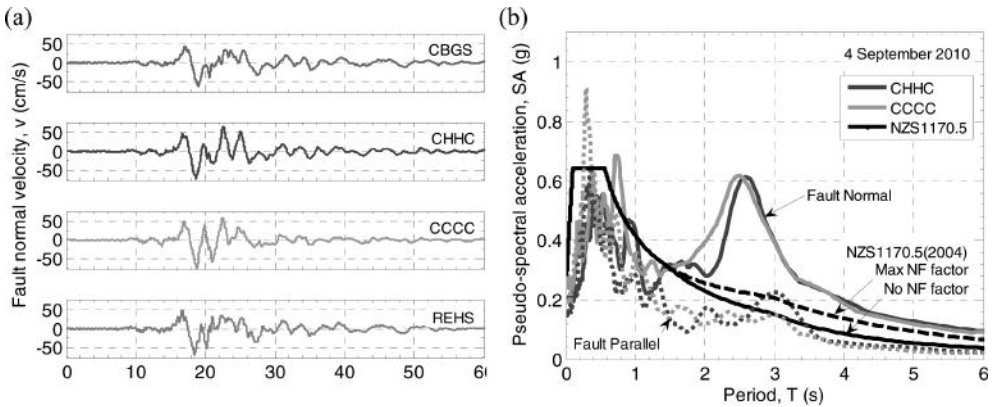 (a)
Fault normal velocity, v (cm/s)
50
0
-50
CBGS
50
0
-50
CHHC
50
0
-50
CCCC
50
0
-50
REHS
0 10 20 30 40 50 60
(b)
Pseudo-spectral acceleration, SA (g)
1
0.8
0.6
0.4
0.2
0
4 September 2010
CHHC
CCCC
NZS1170.5
Fault Normal
NZS1170.5(2004)
Max NF factor
No NF factor
Fault Parallel
0 1 2 3 4 5 6
Period, T (s)